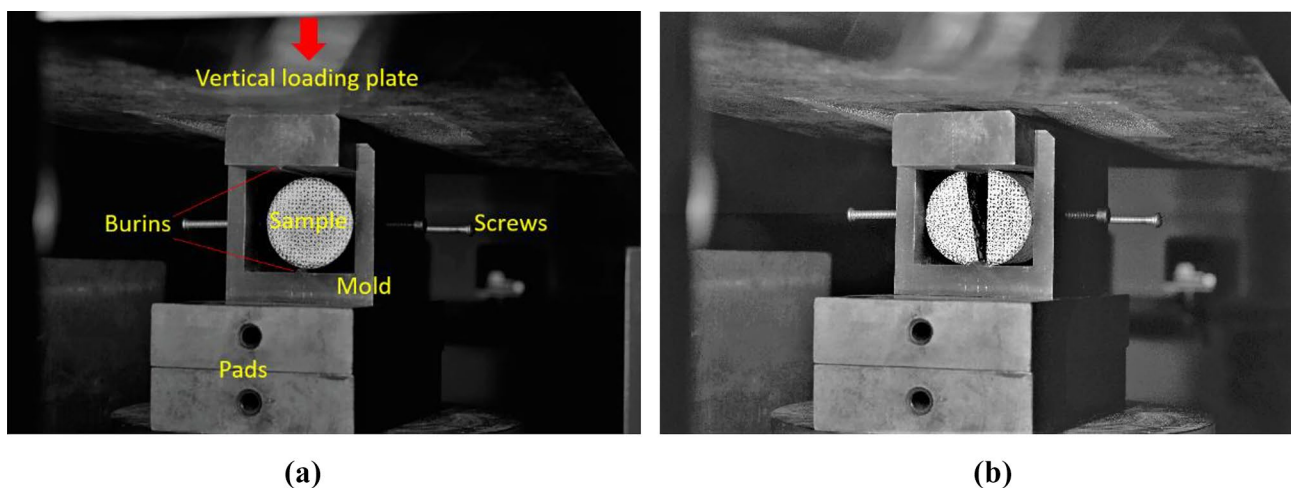 Vertical loading plate
Burins
Sample
Screws
Mold
Pads
(a)
(b)